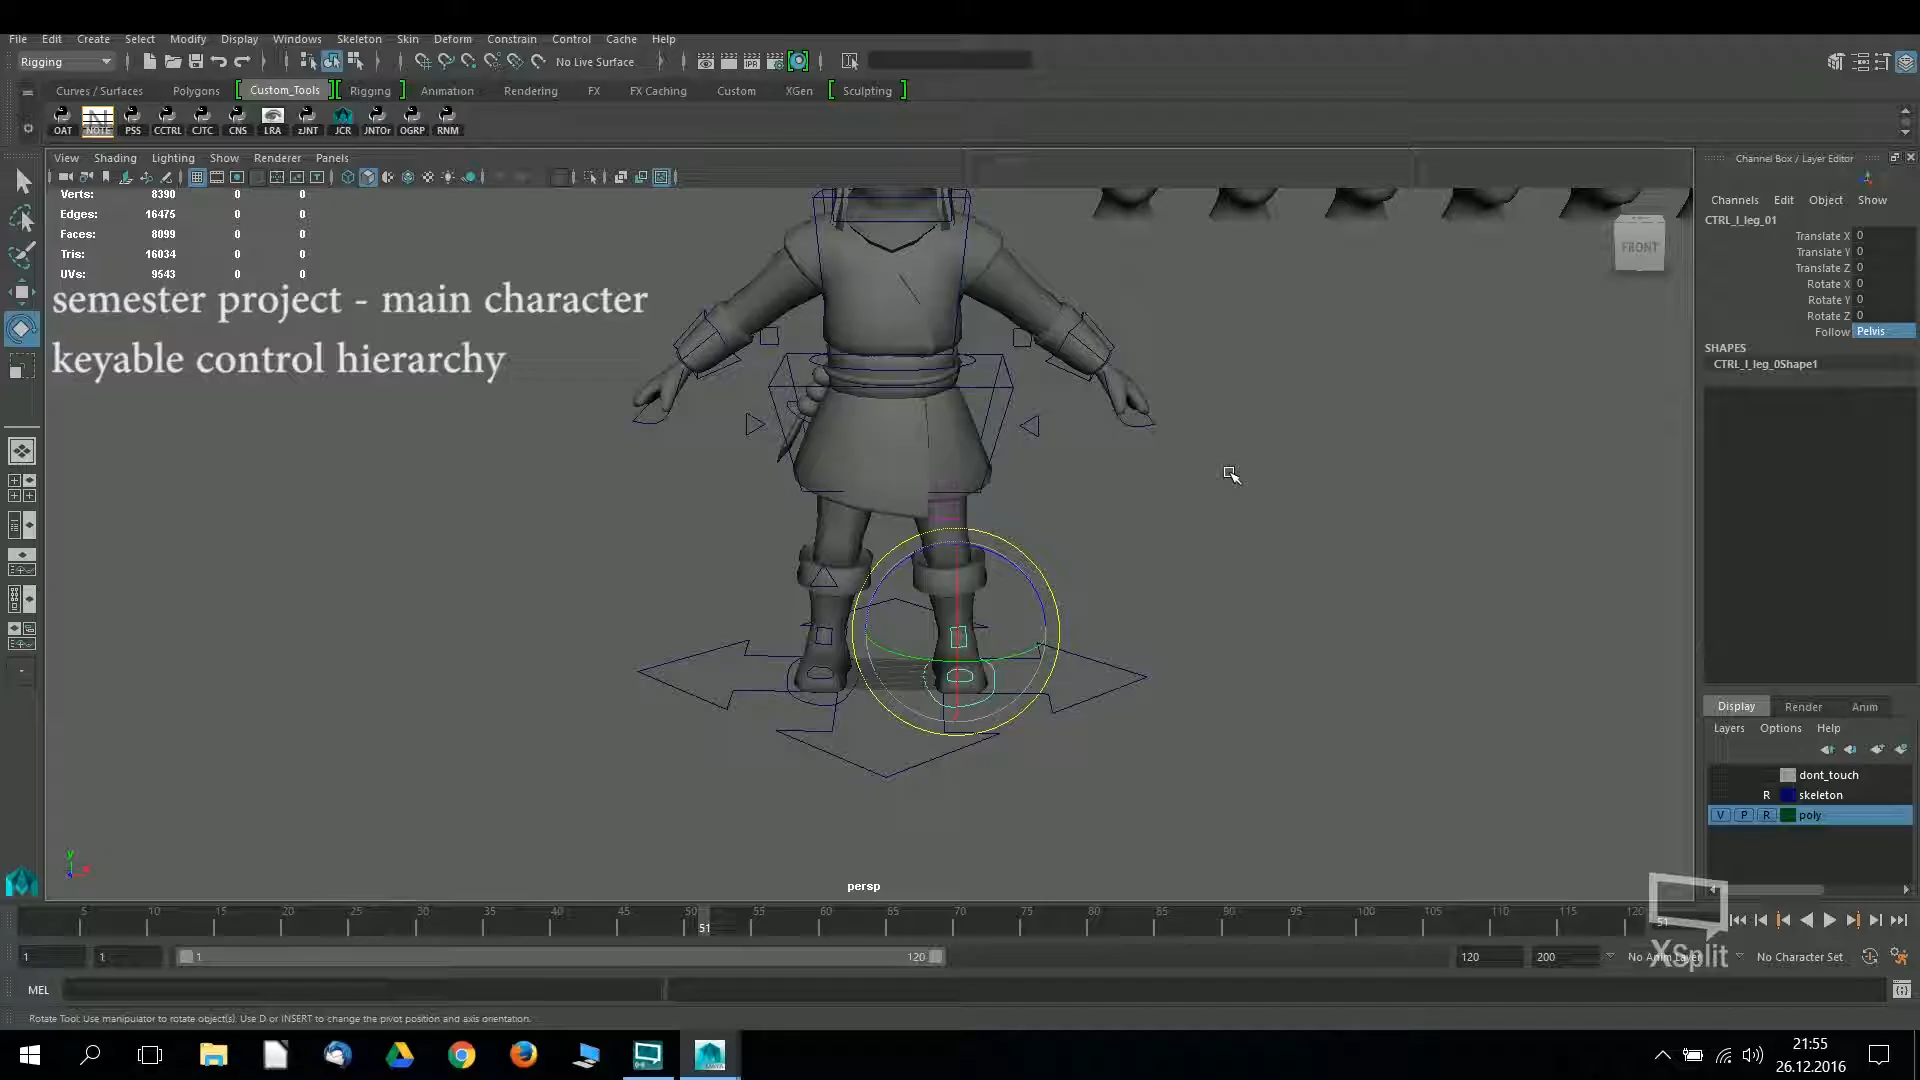 File Edit Create Select Modify Display Windows Skeleton Skin Deform Constrain Control Cache Help
Rigging No Live Surface
Curves / Surfaces Polygons Custom_Tools Rigging Animation Rendering FX FX Caching Custom XGen Sculpting
OAT NOTE PSS CCTRL CJTC CNS LRA zJNT JCR JNTOr OGRP RNM
View Shading Lighting Show Renderer Panels
Channel Box / Layer Editor
Verts: 8390 0 0
Edges: 16475 0 0
Faces: 8099 0 0
Tris: 16034 0 0
UVs: 9543 0 0
semester project - main character
keyable control hierarchy
FRONT
persp
Channels Edit Object Show
CTRL_l_leg_01
Translate X 0
Translate Y 0
Translate Z 0
Rotate X 0
Rotate Y 0
Rotate Z 0
Follow Pelvis
SHAPES
CTRL_l_leg_0Shape1
Display Render Anim
Layers Options Help
dont_touch
R skeleton
V P R poly
5 10 15 20 25 30 35 40 45 50 55 60 65 70 75 80 85 90 95 100 105 110 115 120
51
51
1 1 1 120 120 200 No Anim Layer No Character Set
XSplit
MEL
Rotate Tool: Use manipulator to rotate object(s). Use D or INSERT to change the pivot position and axis orientation.
21:55
26.12.2016